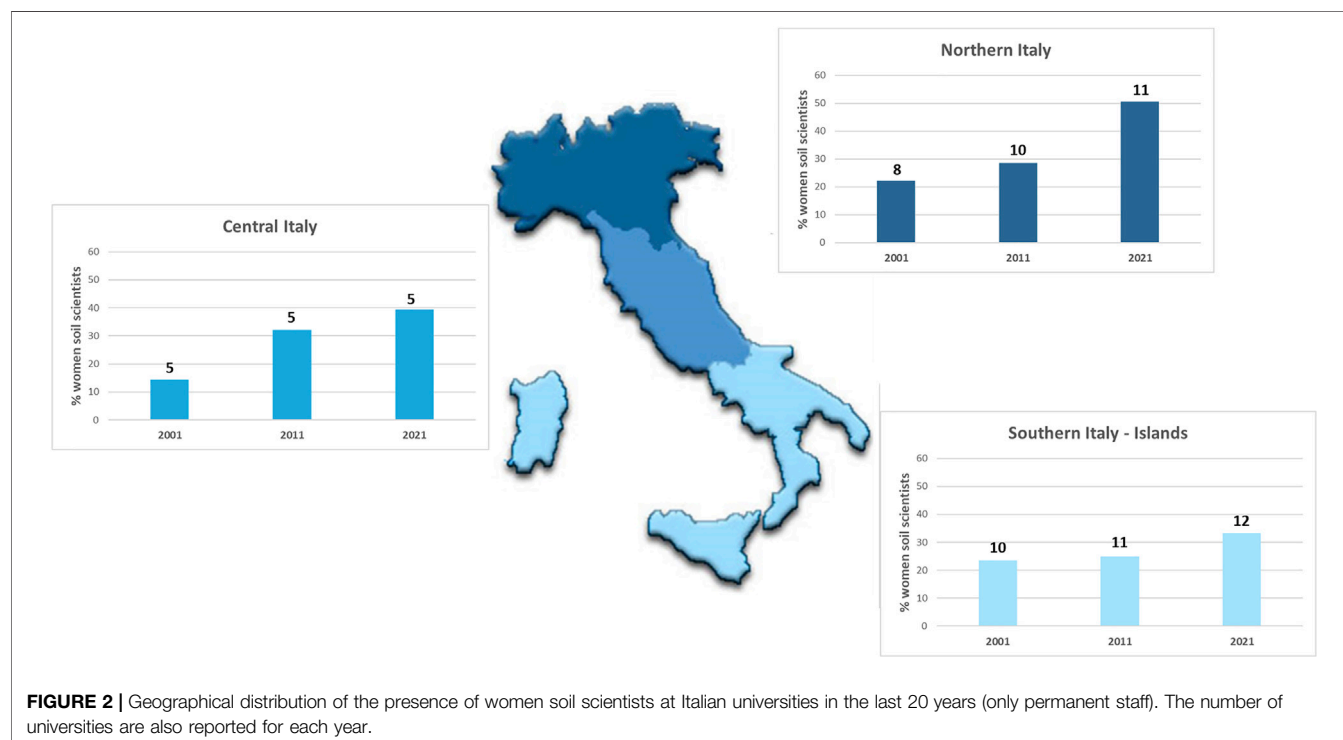 Northern Italy
% women soil scientists
60
50
40
30
20
10
0
8
10
11
2001 2011 2021
Central Italy
% women soil scientists
60
50
40
30
20
10
0
5
5
5
2001 2011 2021
Southern Italy - Islands
% women soil scientists
60
50
40
30
20
10
0
10
11
12
2001 2011 2021
FIGURE 2 | Geographical distribution of the presence of women soil scientists at Italian universities in the last 20 years (only permanent staff). The number of
universities are also reported for each year.